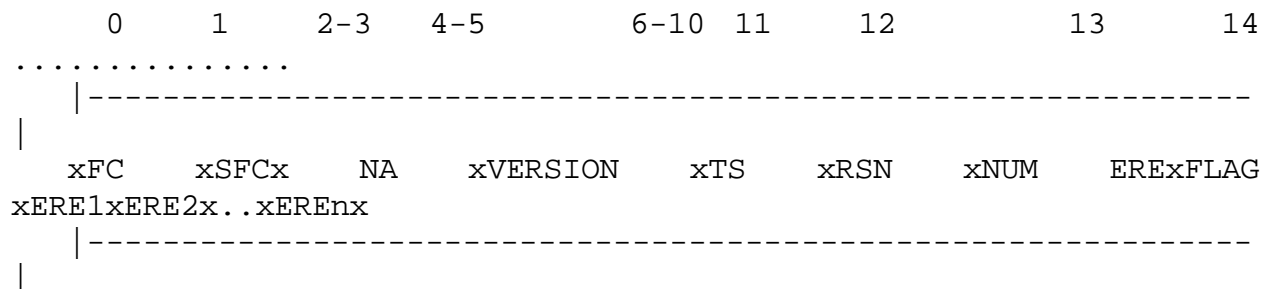 0 1 2-3 4-5 6-10 11 12 13 14
...............
|--------------------------------------------------------------
|
xFC xSFCx NA xVERSION xTS xRSN xNUM ERExFLAG
xERE1xERE2x..xEREnx
|--------------------------------------------------------------
|